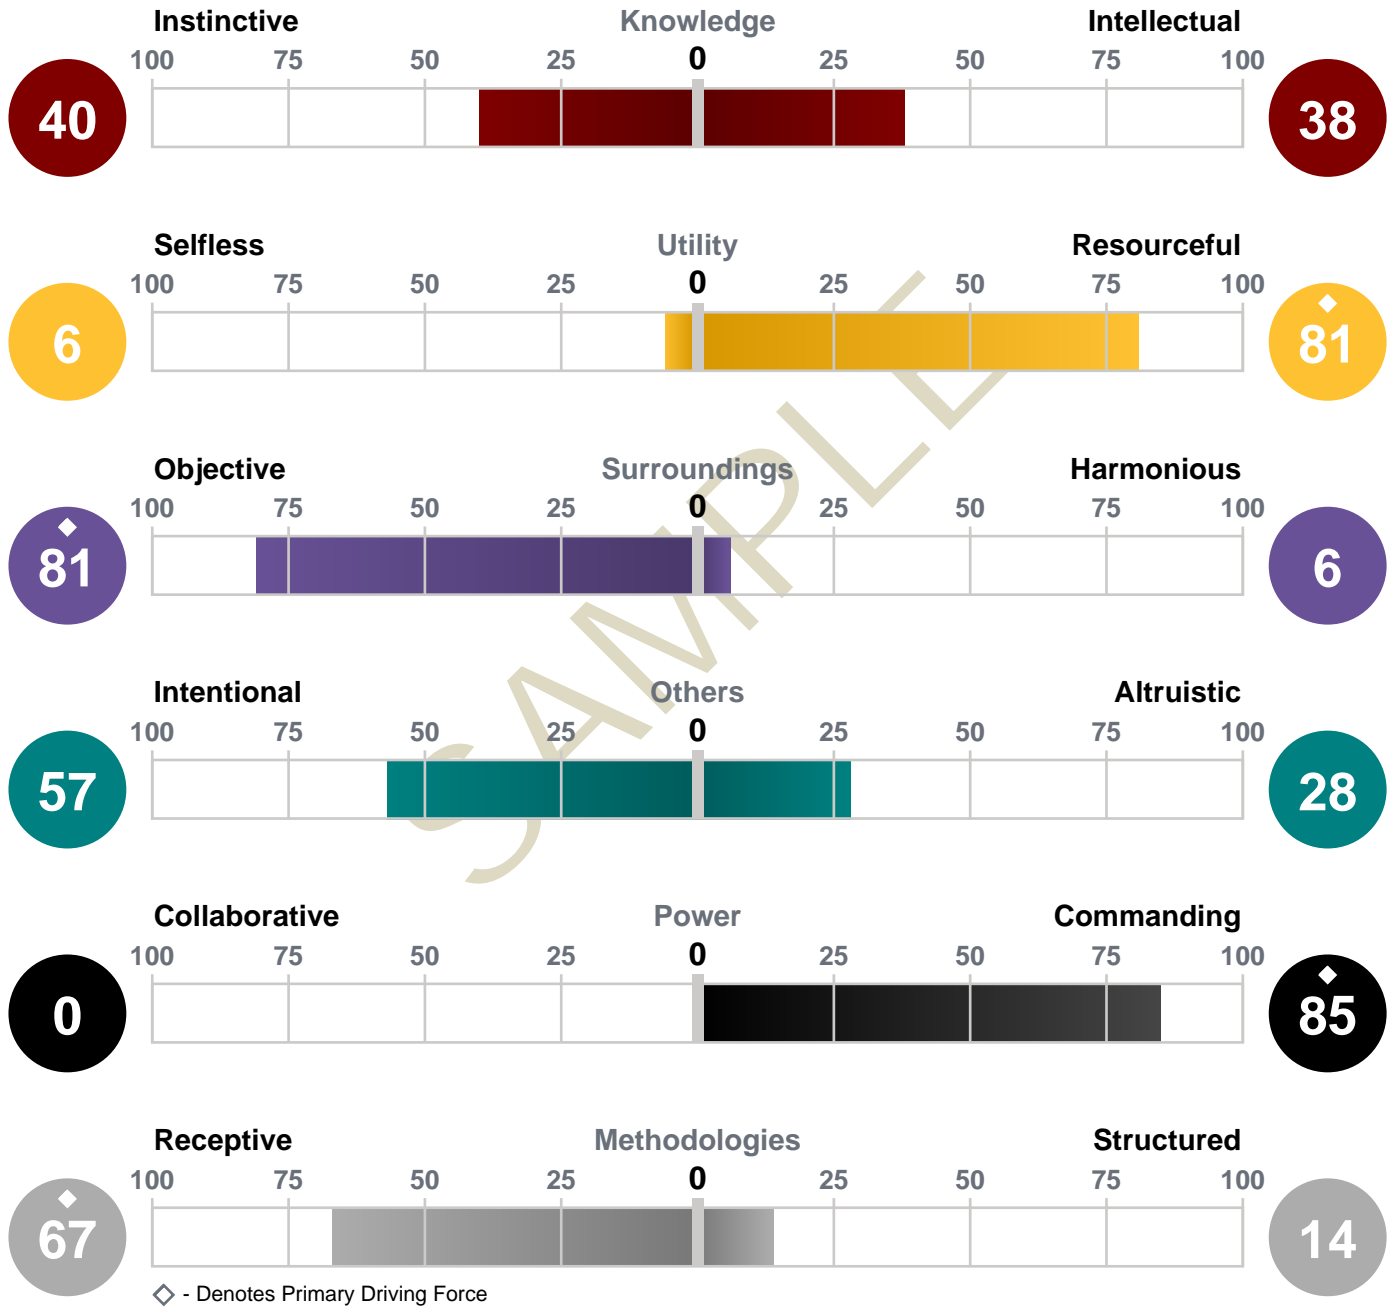 Instinctive Knowledge Intellectual
100 75 50 25 0 25 50 75 100
40 38
Selfless Utility Resourceful
100 75 50 25 0 25 50 75 100
6 81
Objective Surroundings Harmonious
100 75 50 25 0 25 50 75 100
81 6
Intentional Others Altruistic
100 75 50 25 0 25 50 75 100
57 28
Collaborative Power Commanding
100 75 50 25 0 25 50 75 100
0 85
Receptive Methodologies Structured
100 75 50 25 0 25 50 75 100
67 14
- Denotes Primary Driving Force
SAMPLE